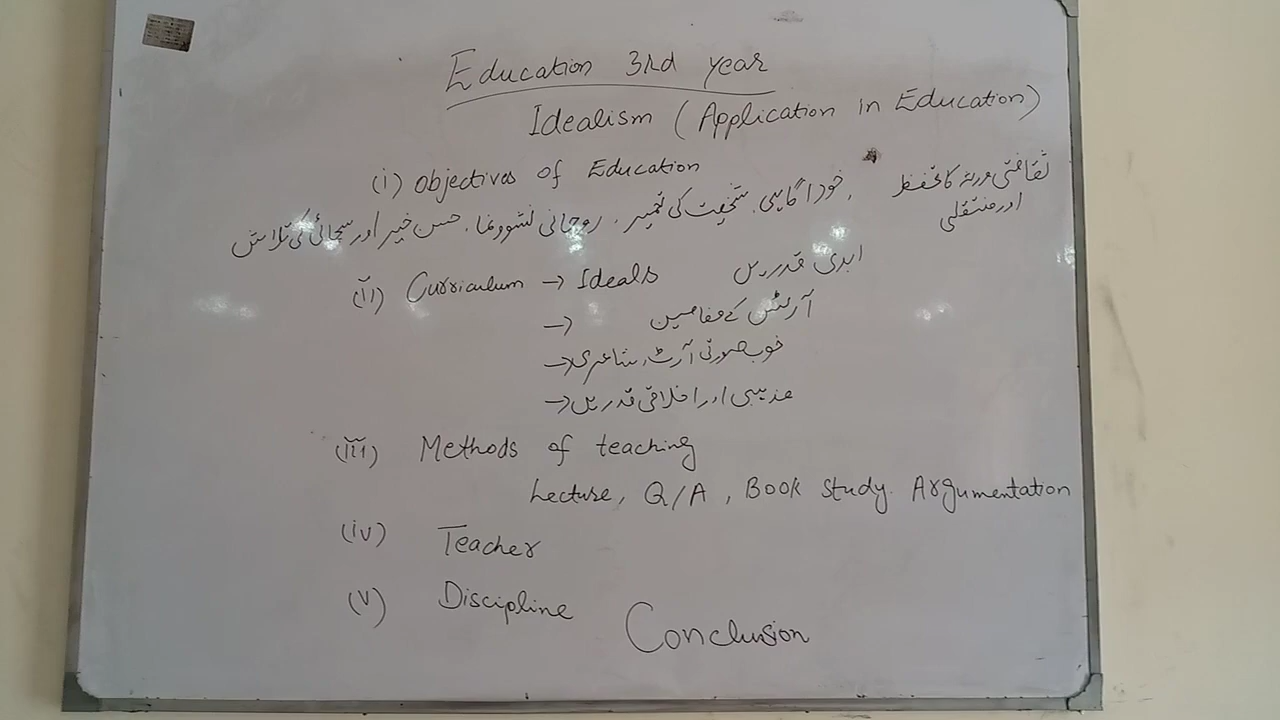 Education 3rd year
Idealism (Application in Education)
(i) Objectives of Education
ثقافتی ورثہ کا تحفظ اور منتقلی
خود آگاہی، شخصیت کی تعمیر، روحانی نشوونما، حسن خیر اور سچائی کی تلاش
(ii) Curriculum → Ideals ابدی قدریں
→ آرٹس کے مضامین
→ خوبصورتی آرٹ، شاعری
→ مذہبی اور اخلاقی قدریں
(iii) Methods of teaching
Lecture, Q/A, Book study. Argumentation
(iv) Teacher
(v) Discipline
Conclusion